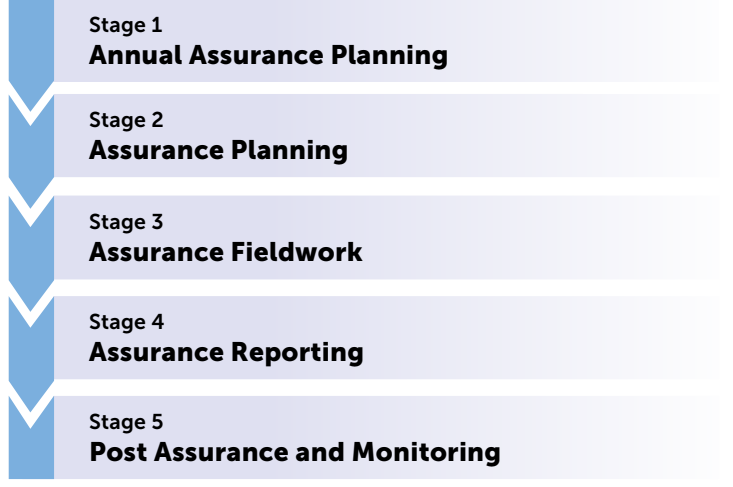 Stage 1
Annual Assurance Planning
Stage 2
Assurance Planning
Stage 3
Assurance Fieldwork
Stage 4
Assurance Reporting
Stage 5
Post Assurance and Monitoring